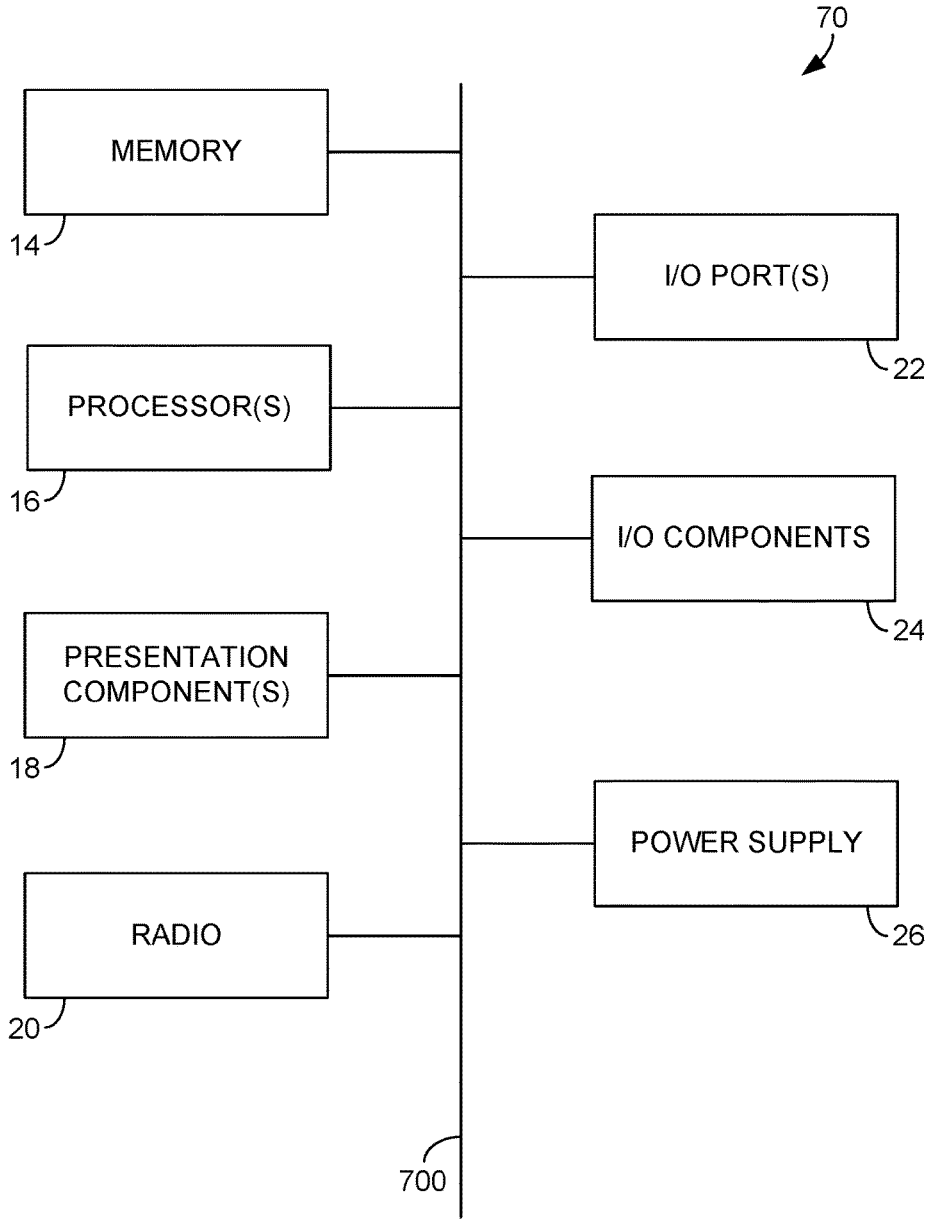 70
MEMORY
14
I/O PORT(S)
22
PROCESSOR(S)
16
I/O COMPONENTS
24
PRESENTATION
COMPONENT(S)
18
POWER SUPPLY
26
RADIO
20
700